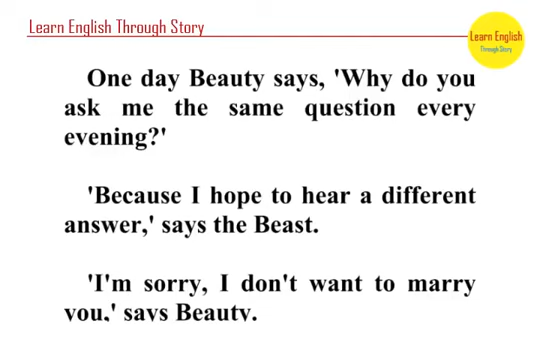 Learn English Through Story
Learn English
Through Story
One day Beauty says, 'Why do you
ask me the same question every
evening?'
'Because I hope to hear a different
answer,' says the Beast.
'I'm sorry, I don't want to marry
you,' says Beauty.